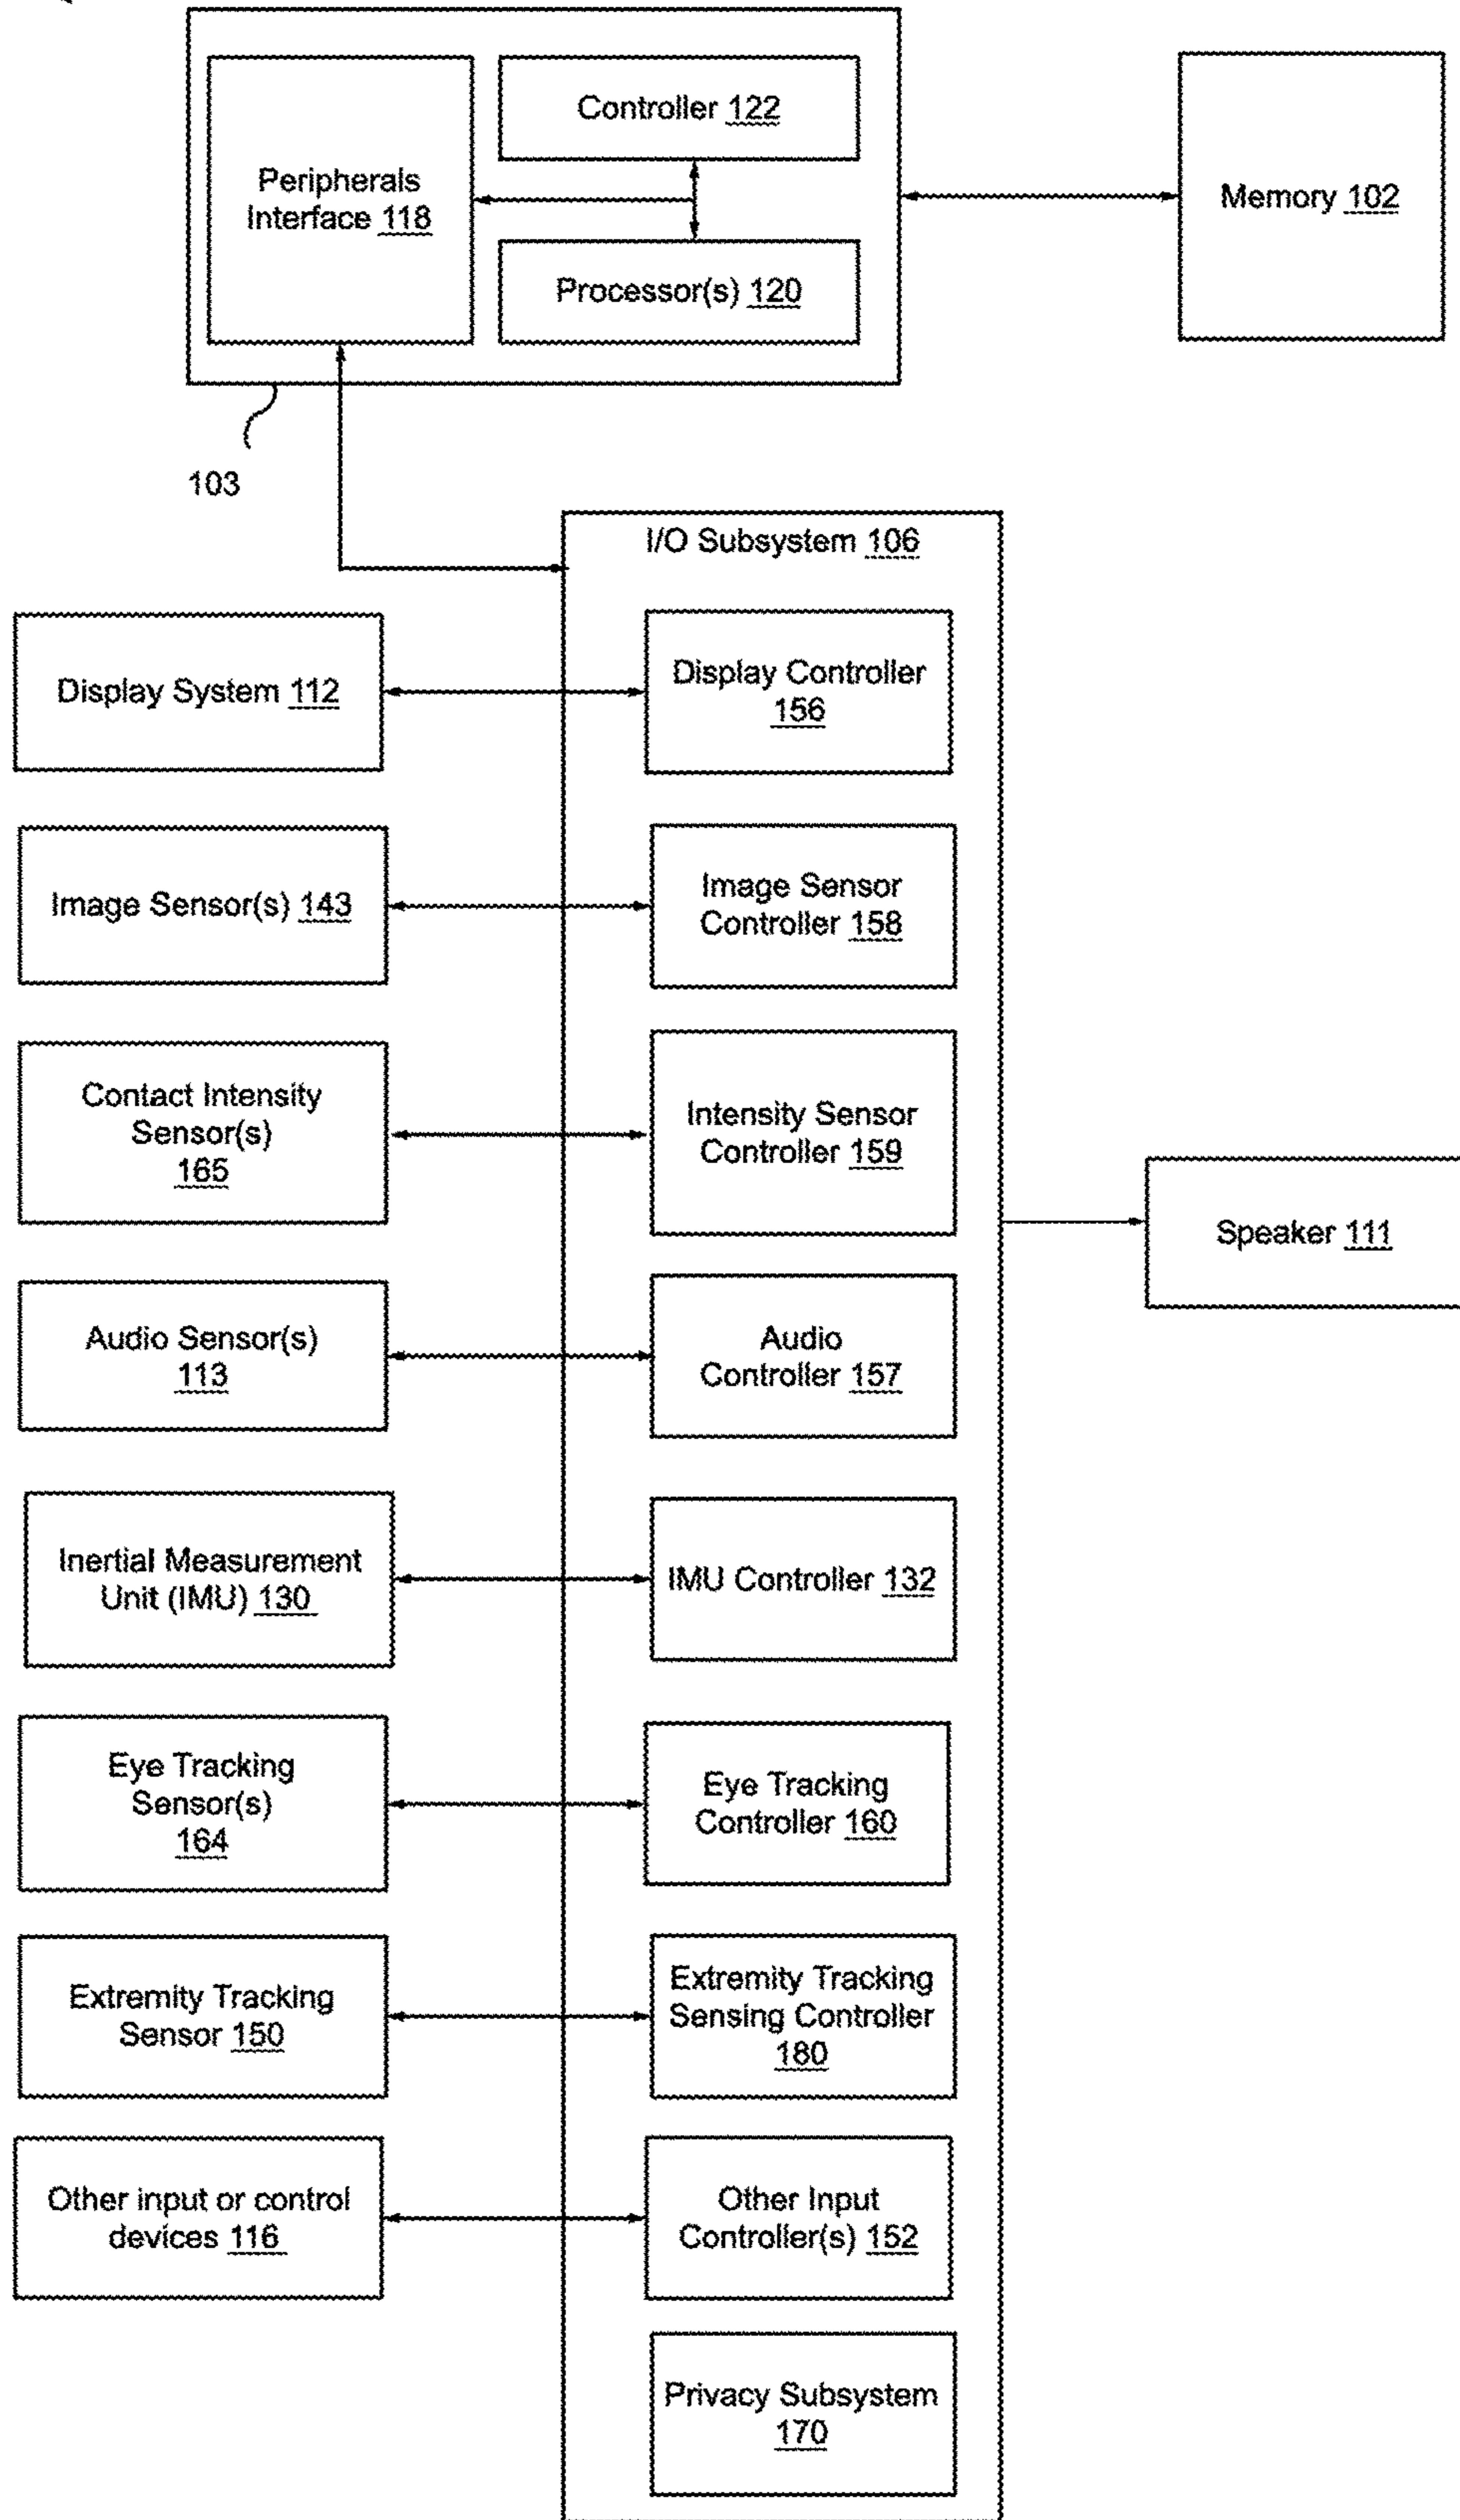 Controller 122
Peripherals
Interface 118
Processor(s) 120
Memory 102
103
I/O Subsystem 106
Display System 112
Display Controller
156
Image Sensor(s) 143
Image Sensor
Controller 158
Contact Intensity
Sensor(s)
165
Intensity Sensor
Controller 159
Speaker 111
Audio Sensor(s)
113
Audio
Controller 157
Inertial Measurement
Unit (IMU) 130
IMU Controller 132
Eye Tracking
Sensor(s)
164
Eye Tracking
Controller 160
Extremity Tracking
Sensor 150
Extremity Tracking
Sensing Controller
180
Other input or control
devices 116
Other Input
Controller(s) 152
Privacy Subsystem
170